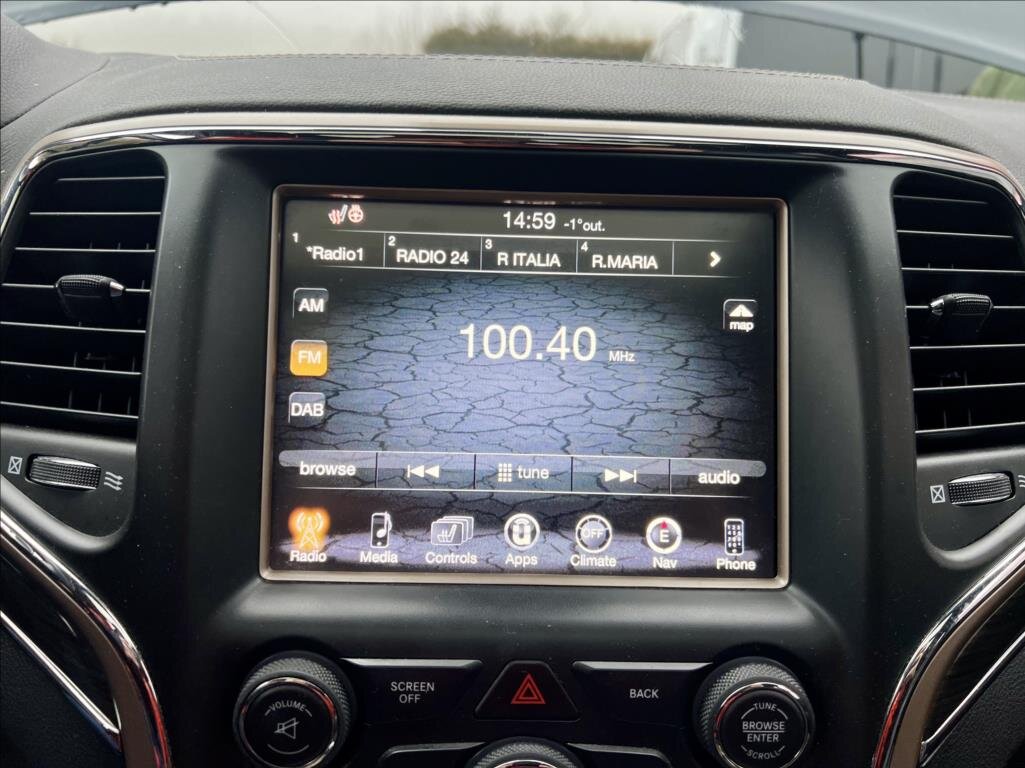 14:59 -1°out.
1 *Radio1 2 RADIO 24 3 R ITALIA 4 R.MARIA
AM
map
100.40 MHz
FM
DAB
browse tune audio
OFF E
Radio Media Controls Apps Climate Nav Phone
SCREEN
OFF
BACK
VOLUME
TUNE
BROWSE
ENTER
SCROLL